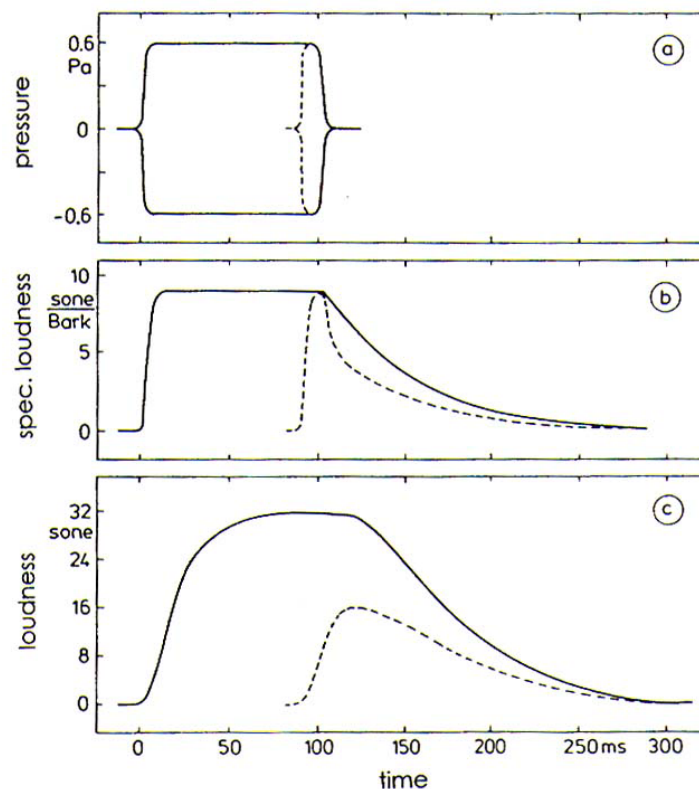 0.6
Pa
0
-0.6
pressure
a
10
sone
Bark
5
0
spec. loudness
b
32
sone
24
16
8
0
loudness
c
0 50 100 150 200 250 ms 300
time